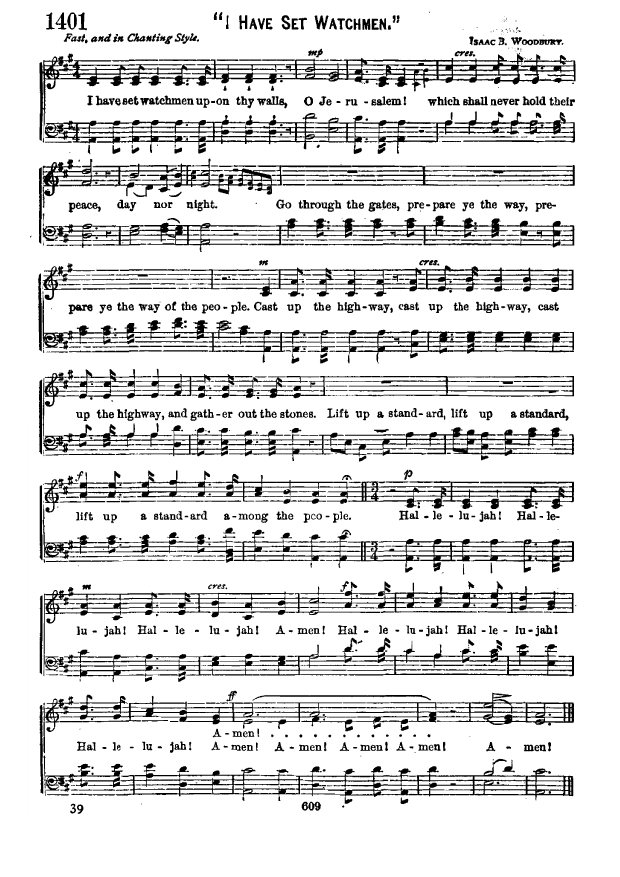 1401
"I HAVE SET WATCHMEN."
Fast, and in Chanting Style.
ISAAC B. WOODBURY.
mp
cres.
I have set watchmen up-on thy walls, O Je - ru - salem! which shall never hold their
peace, day nor night. Go through the gates, pre-pare ye the way, pre-
m
cres.
pare ye the way of the peo - ple. Cast up the high-way, cast up the high-way, cast
up the highway, and gath-er out the stones. Lift up a stand-ard, lift up a standard,
f
p
lift up a stand-ard a-mong the peo-ple. Hal - le - lu-jah! Hal-le-
m
cres.
f
lu - jah! Hal - le - lu-jah! A - men! Hal - le - lu-jah! Hal - le - lu-jah!
ff
A - men! . . . . . . . . . . . .
Hal - le - lu - jah! A - men! A - men! A - men! A - men! A - men!
39
609